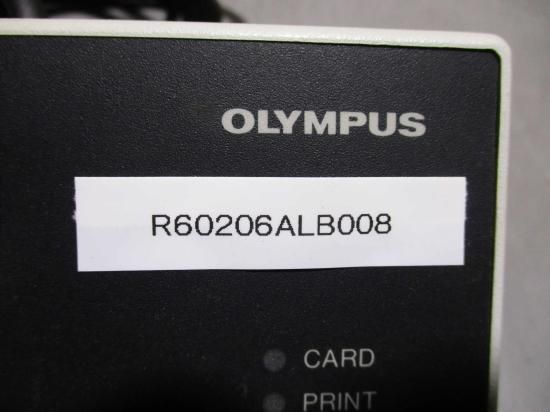 OLYMPUS
R60206ALB008
CARD
PRINT